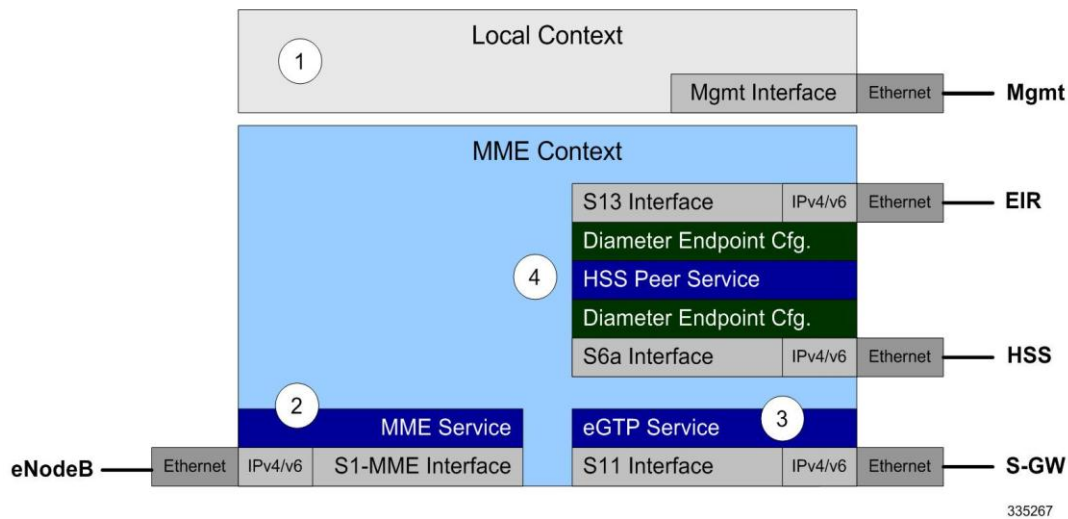 Local Context
1
Mgmt Interface Ethernet Mgmt
MME Context
S13 Interface IPv4/v6 Ethernet EIR
Diameter Endpoint Cfg.
4 HSS Peer Service
Diameter Endpoint Cfg.
S6a Interface IPv4/v6 Ethernet HSS
2 3
MME Service eGTP Service
eNodeB Ethernet IPv4/v6 S1-MME Interface S11 Interface IPv4/v6 Ethernet S-GW
335267